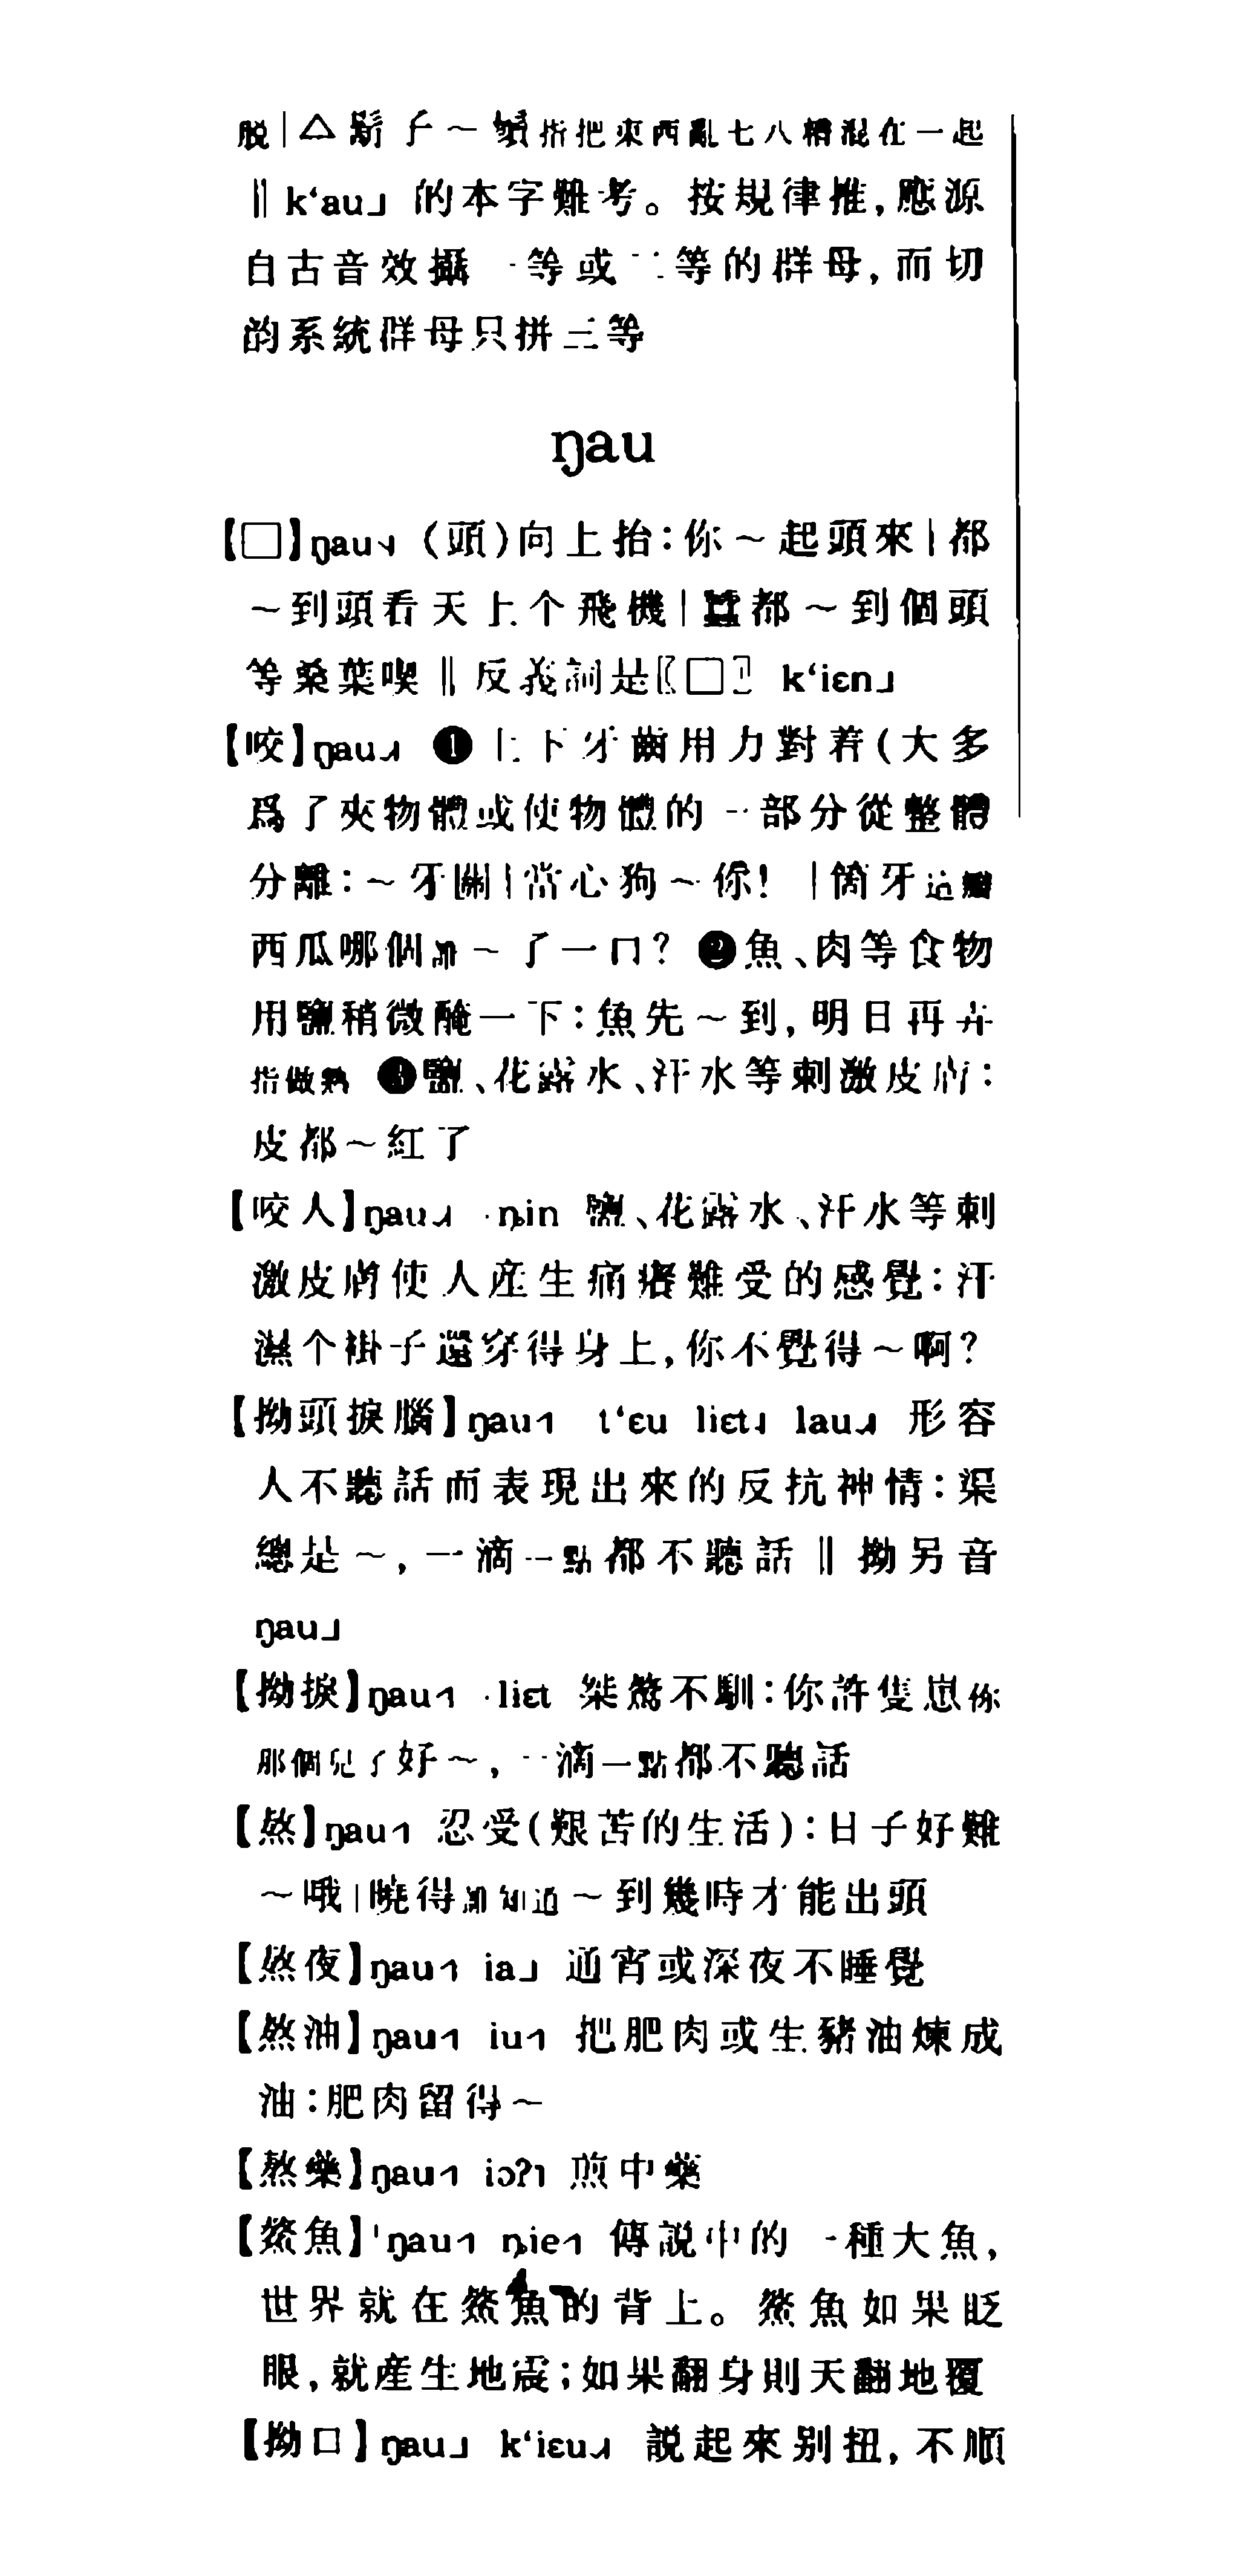 脱｜△鬍子～鬚指把東西亂七八糟混在一起
‖k‘au˩ 的本字難考。按規律推，應源
自古音效攝一等或二等的群母，而切
韵系統群母只拼三等
ŋau
【□】ŋau˧˩ （頭）向上抬：你～起頭來｜都
～到頭看天上个飛機｜蠶都～到個頭
等桑葉喫‖反義詞是〖□〗k‘iɛn˩
【咬】ŋau˨˩˧ ❶上下牙齒用力對着（大多
爲了夾物體或使物體的一部分從整體
分離：～牙關｜當心狗～你！｜箇牙這
西瓜哪個誰～了一口？❷魚、肉等食物
用鹽稍微醃一下：魚先～到，明日再弄
指做熟 ❸鹽、花露水、汗水等刺激皮膚：
皮都～紅了
【咬人】ŋau˨˩˧ ·ȵin 鹽、花露水、汗水等刺
激皮膚使人産生痛癢難受的感覺：汗
濕个褂子還穿得身上，你不覺得～啊？
【拗頭捩腦】ŋau˧˥ t‘ɛu liɛt˨˩˧ lau˨˩˧ 形容
人不聽話而表現出來的反抗神情：渠
總是～，一滴一點都不聽話‖拗另音
ŋau˩
【拗捩】ŋau˧˥ ·liɛt 桀驁不馴：你許隻崽你
那個兒子好～，一滴一點都不聽話
【熬】ŋau˧˥ 忍受（艱苦的生活）：日子好難
～哦｜曉得誰知道～到幾時才能出頭
【熬夜】ŋau˧˥ ia˩ 通宵或深夜不睡覺
【熬油】ŋau˧˥ iu˧˥ 把肥肉或生豬油煉成
油：肥肉留得～
【熬藥】ŋau˧˥ iɔʔ˥ 煎中藥
【鰲魚】ŋau˧˥ ȵie˧˥ 傳説中的一種大魚，
世界就在鰲魚的背上。鰲魚如果眨
眼，就産生地震；如果翻身則天翻地覆
【拗口】ŋau˩ k‘iɛu˨˩˧ 説起來别扭，不順